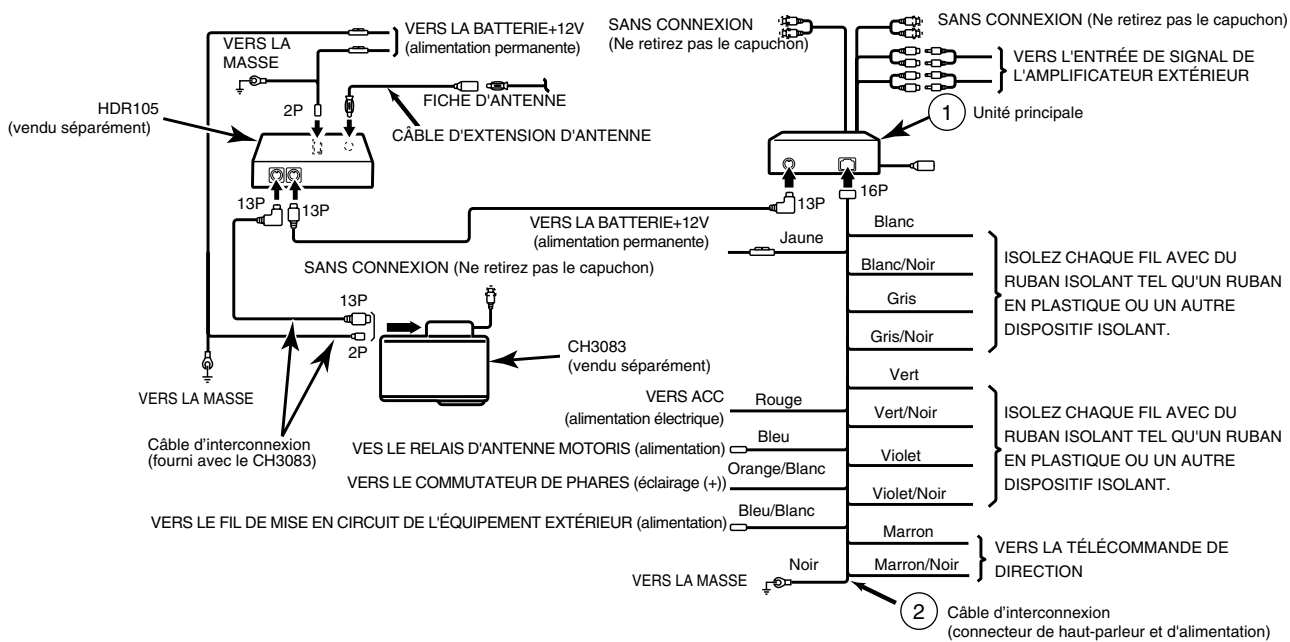 VERS LA BATTERIE+12V
(alimentation permanente)
VERS LA
MASSE
HDR105
(vendu séparément)
2P
FICHE D'ANTENNE
CÂBLE D'EXTENSION D'ANTENNE
13P
13P
SANS CONNEXION
(Ne retirez pas le capuchon)
SANS CONNEXION (Ne retirez pas le capuchon)
VERS L'ENTRÉE DE SIGNAL DE
L'AMPLIFICATEUR EXTÉRIEUR
1 Unité principale
13P
16P
VERS LA BATTERIE+12V
(alimentation permanente)
Jaune
SANS CONNEXION (Ne retirez pas le capuchon)
13P
2P
CH3083
(vendu séparément)
VERS LA MASSE
Câble d'interconnexion
(fourni avec le CH3083)
Blanc
Blanc/Noir
Gris
Gris/Noir
ISOLEZ CHAQUE FIL AVEC DU
RUBAN ISOLANT TEL QU'UN RUBAN
EN PLASTIQUE OU UN AUTRE
DISPOSITIF ISOLANT.
Vert
Vert/Noir
Violet
Violet/Noir
ISOLEZ CHAQUE FIL AVEC DU
RUBAN ISOLANT TEL QU'UN RUBAN
EN PLASTIQUE OU UN AUTRE
DISPOSITIF ISOLANT.
Marron
Marron/Noir
VERS LA TÉLÉCOMMANDE DE
DIRECTION
VERS ACC
(alimentation électrique)
Rouge
VES LE RELAIS D'ANTENNE MOTORIS (alimentation)
Bleu
VERS LE COMMUTATEUR DE PHARES (éclairage (+))
Orange/Blanc
VERS LE FIL DE MISE EN CIRCUIT DE L'ÉQUIPEMENT EXTÉRIEUR (alimentation)
Bleu/Blanc
VERS LA MASSE
Noir
2 Câble d'interconnexion
(connecteur de haut-parleur et d'alimentation)